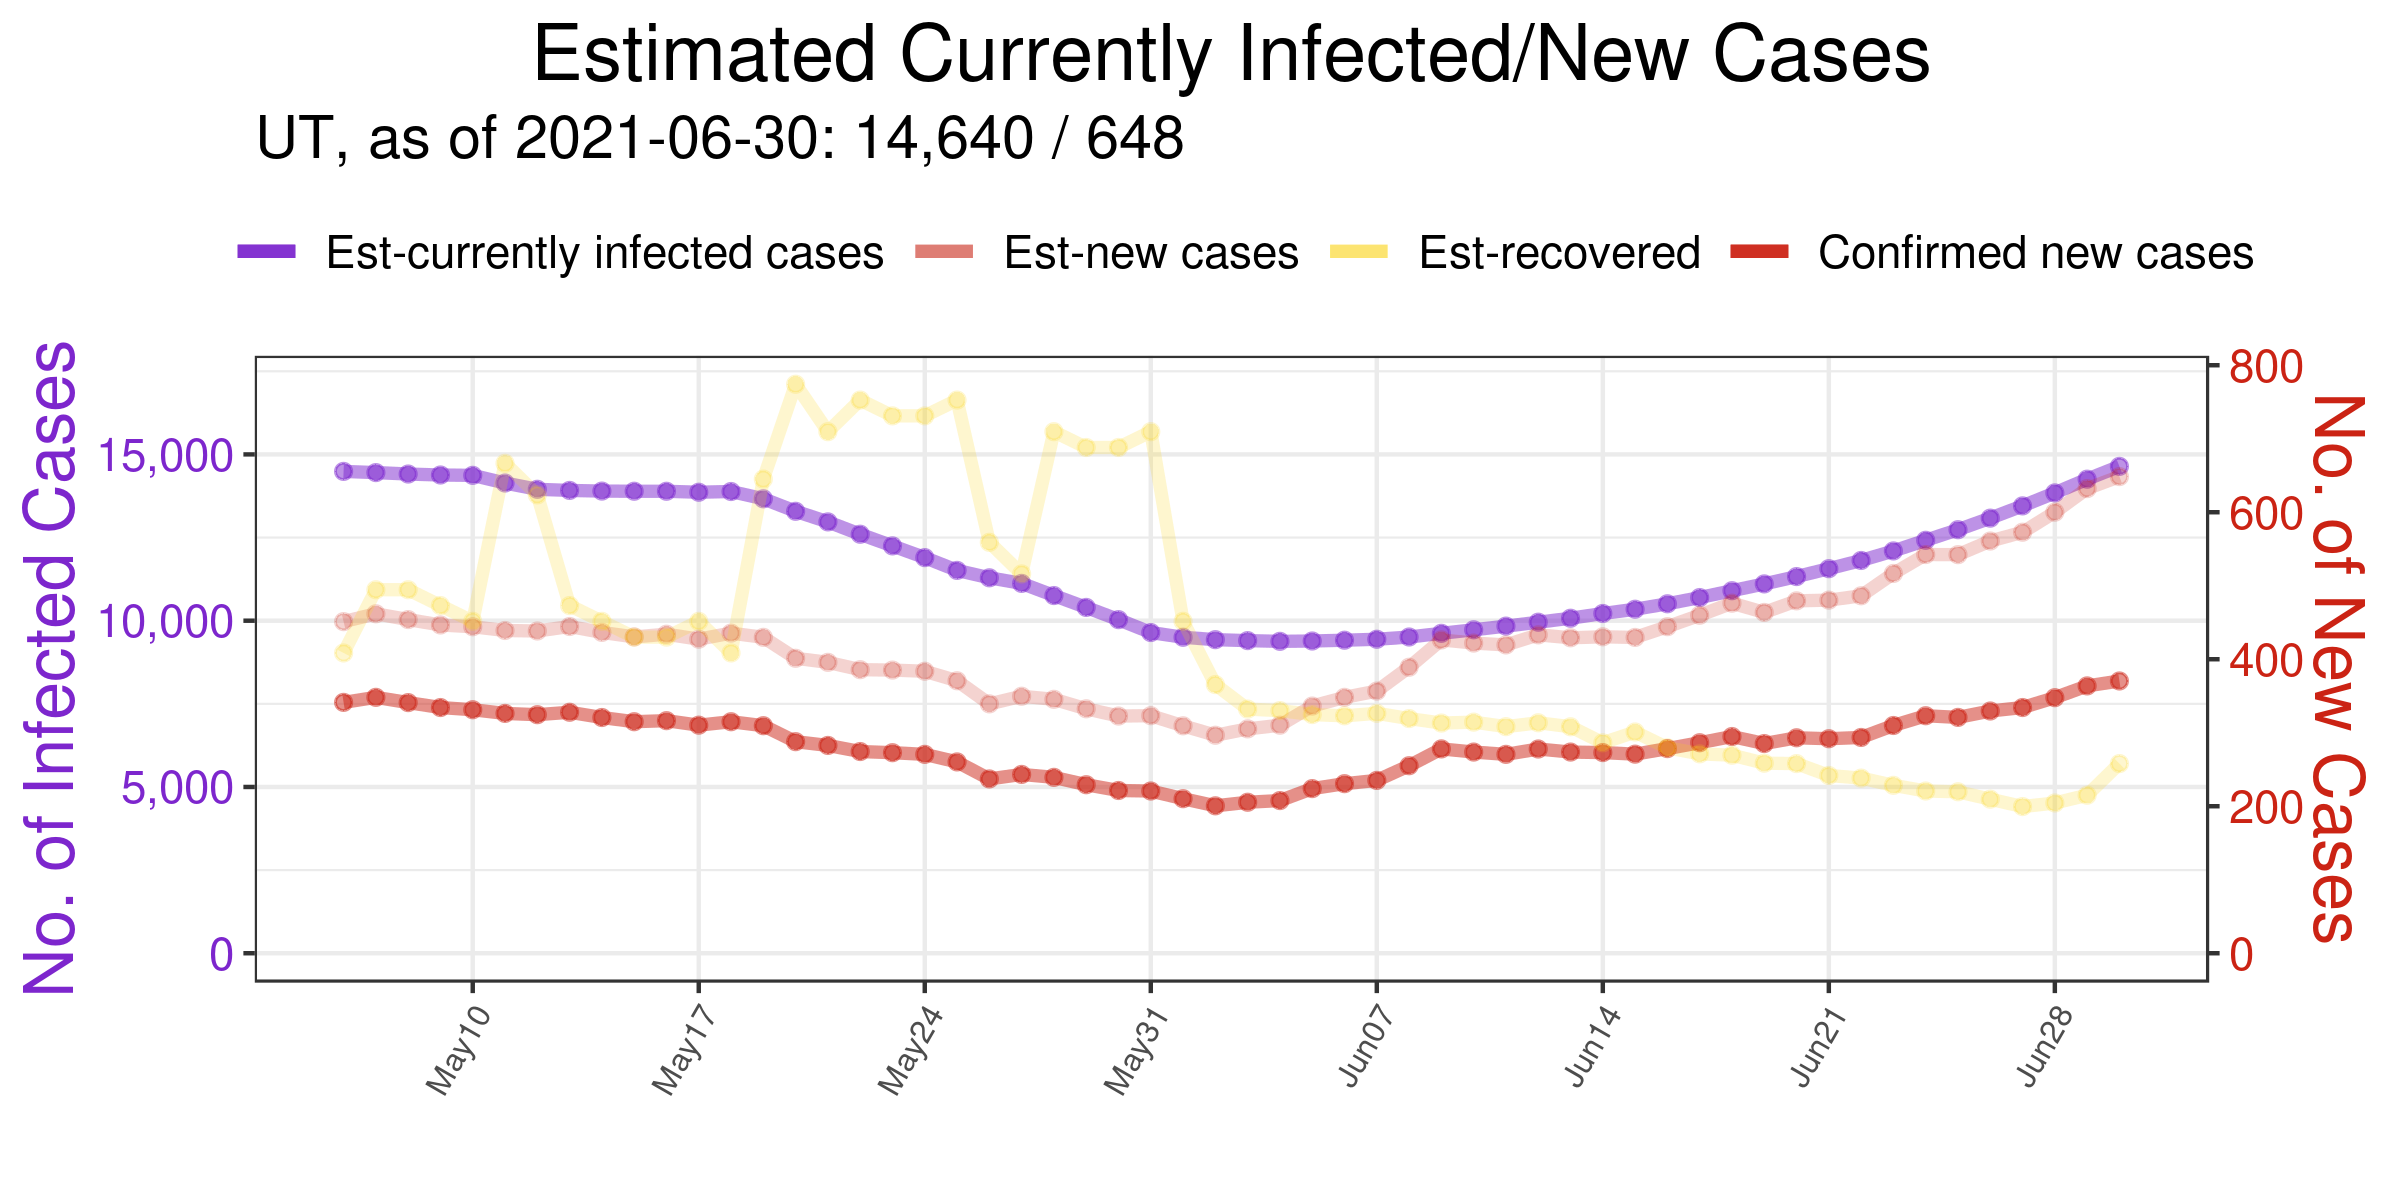 Estimated Currently Infected/New Cases
UT, as of 2021-06-30: 14,640 / 648
Est-currently infected cases Est-new cases Est-recovered Confirmed new cases
No. of Infected Cases
15,000
10,000
5,000
0
800
600
400
200
0
No. of New Cases
May10 May17 May24 May31 Jun07 Jun14 Jun21 Jun28